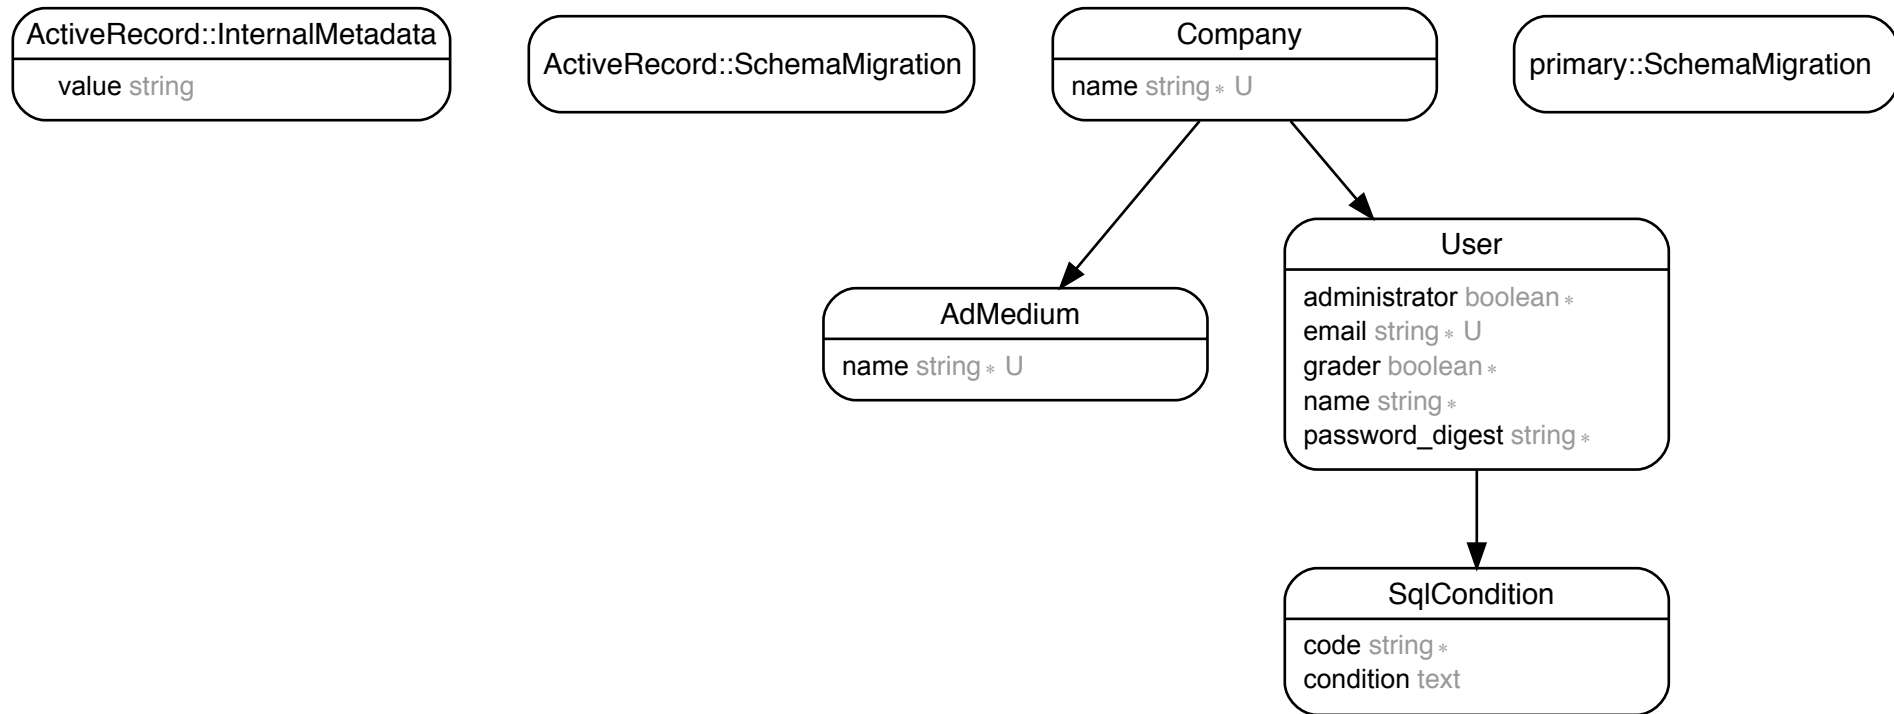 ActiveRecord::InternalMetadata
value string
ActiveRecord::SchemaMigration
Company
name string * U
primary::SchemaMigration
AdMedium
name string * U
User
administrator boolean *
email string * U
grader boolean *
name string *
password_digest string *
SqlCondition
code string *
condition text